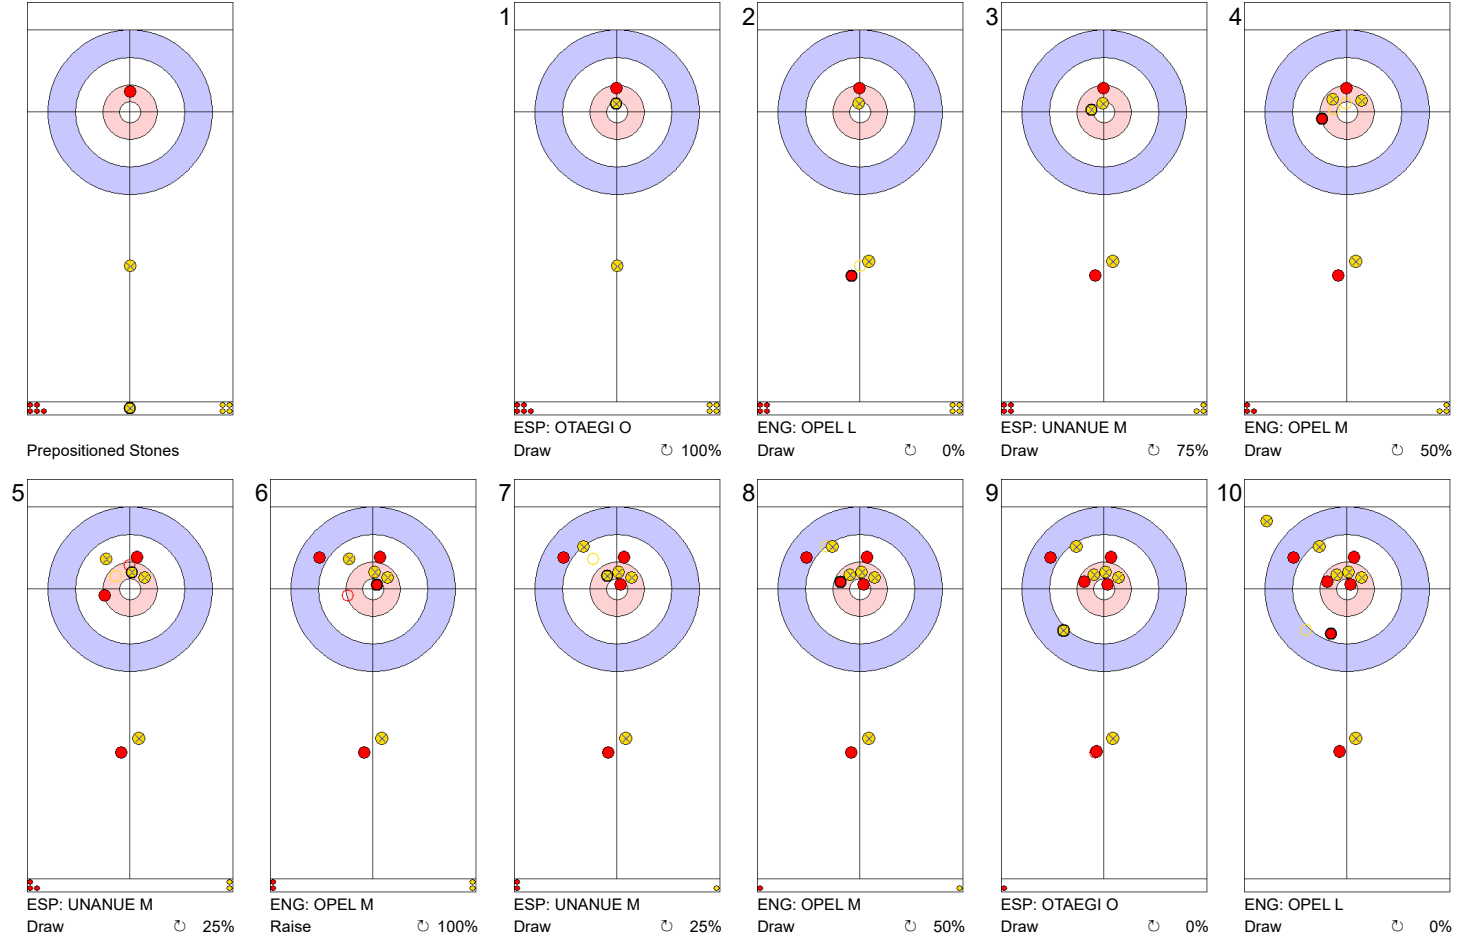 Prepositioned Stones
1
ESP: OTAEGI O
Draw ↻ 100%
2
ENG: OPEL L
Draw ↻ 0%
3
ESP: UNANUE M
Draw ↻ 75%
4
ENG: OPEL M
Draw ↻ 50%
5
ESP: UNANUE M
Draw ↻ 25%
6
ENG: OPEL M
Raise ↻ 100%
7
ESP: UNANUE M
Draw ↻ 25%
8
ENG: OPEL M
Draw ↻ 50%
9
ESP: OTAEGI O
Draw ↻ 0%
10
ENG: OPEL L
Draw ↻ 0%